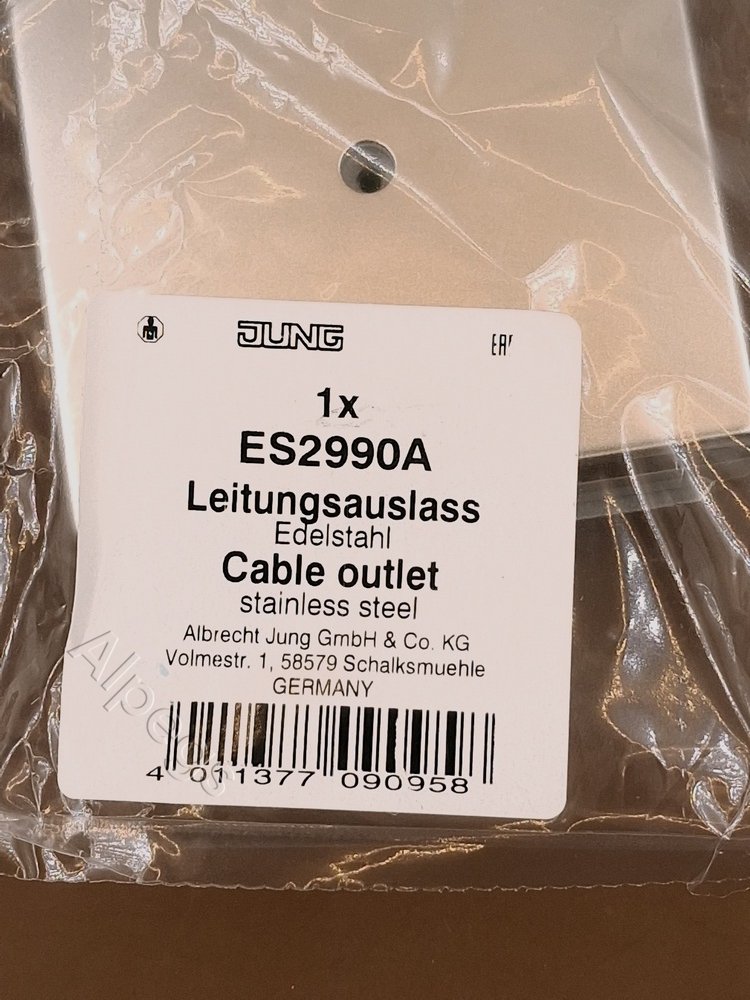 JUNG
EAC
1x
ES2990A
Leitungsauslass
Edelstahl
Cable outlet
stainless steel
Albrecht Jung GmbH & Co. KG
Volmestr. 1, 58579 Schalksmuehle
GERMANY
4 011377 090958
Alpeqs